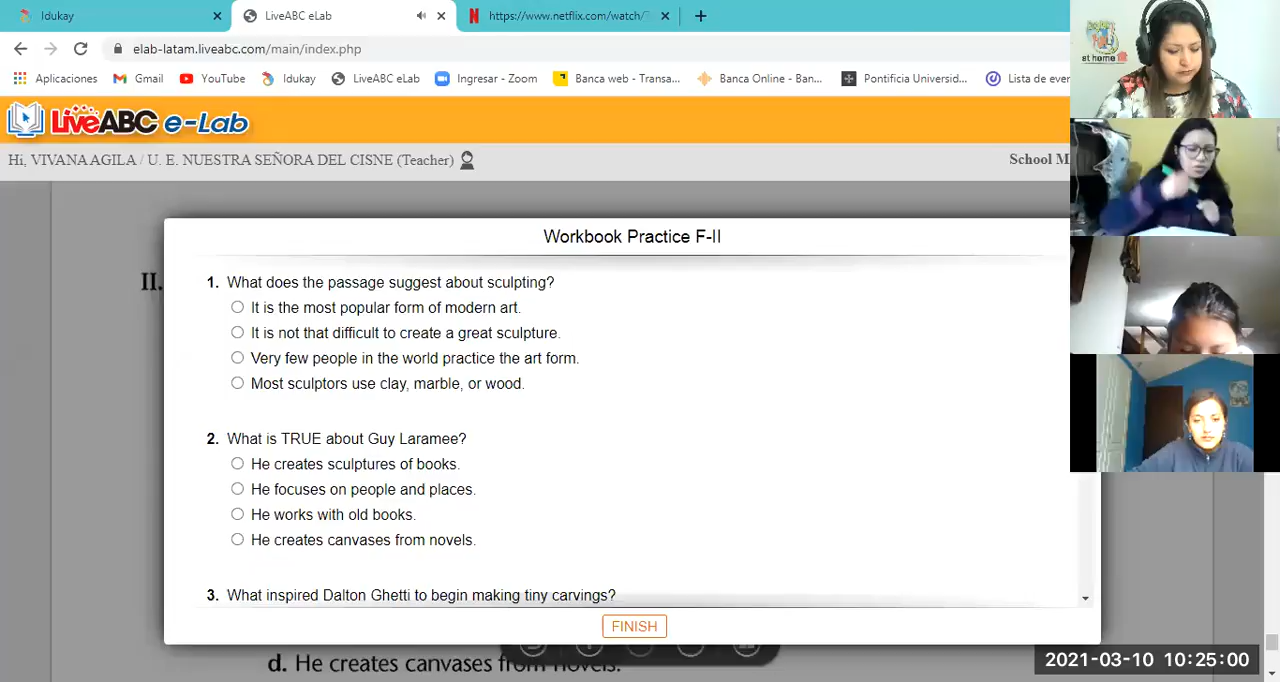 Idukay
LiveABC eLab
https://www.netflix.com/watch/
elab-latam.liveabc.com/main/index.php
Aplicaciones
Gmail
YouTube
Idukay
LiveABC eLab
Ingresar - Zoom
Banca web - Transa...
Banca Online - Ban...
Pontificia Universid...
Lista de ever
at home
LiveABC e-Lab
Hi, VIVANA AGILA / U. E. NUESTRA SEÑORA DEL CISNE (Teacher)
School M
Workbook Practice F-II
II.
1. What does the passage suggest about sculpting?
It is the most popular form of modern art.
It is not that difficult to create a great sculpture.
Very few people in the world practice the art form.
Most sculptors use clay, marble, or wood.
2. What is TRUE about Guy Laramee?
He creates sculptures of books.
He focuses on people and places.
He works with old books.
He creates canvases from novels.
3. What inspired Dalton Ghetti to begin making tiny carvings?
FINISH
d. He creates canvases from novels.
2021-03-10 10:25:00